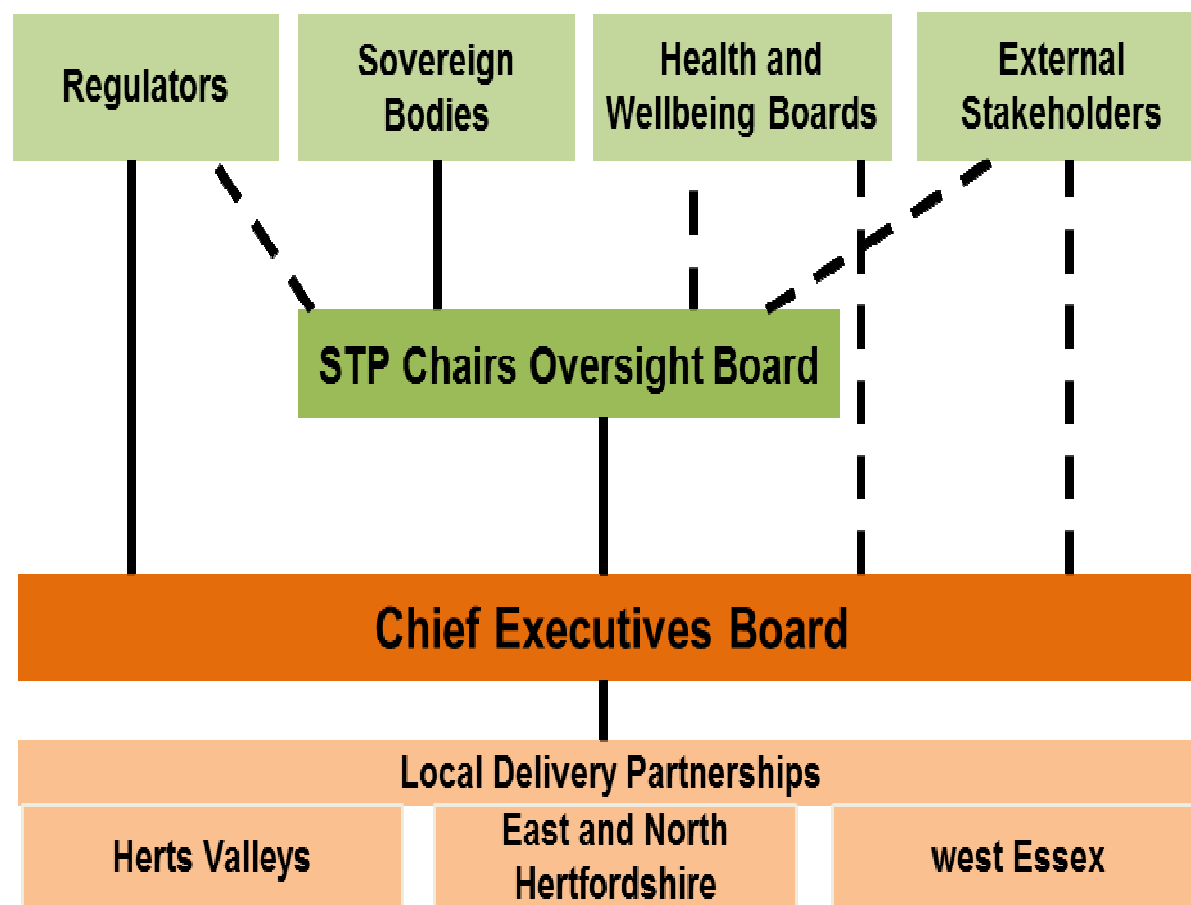 Regulators
Sovereign
Bodies
Health and
Wellbeing Boards
External
Stakeholders
STP Chairs Oversight Board
Chief Executives Board
Local Delivery Partnerships
Herts Valleys
East and North
Hertfordshire
west Essex